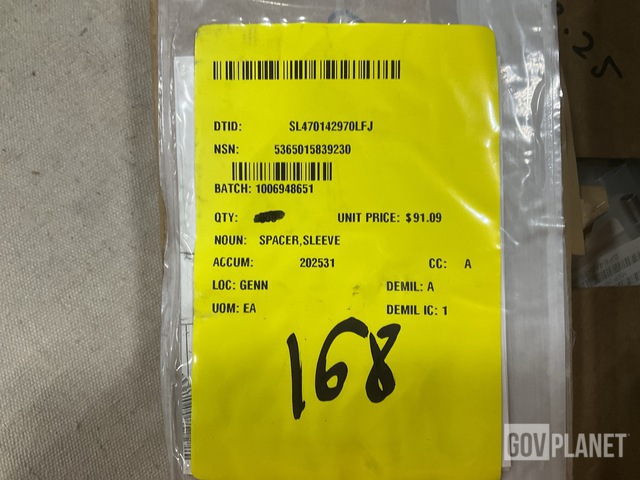 DTID: SL470142970LFJ
NSN: 5365015839230
BATCH: 1006948651
QTY: UNIT PRICE: $91.09
NOUN: SPACER,SLEEVE
ACCUM: 202531 CC: A
LOC: GENN DEMIL: A
UOM: EA DEMIL IC: 1
168
GOVPLANET